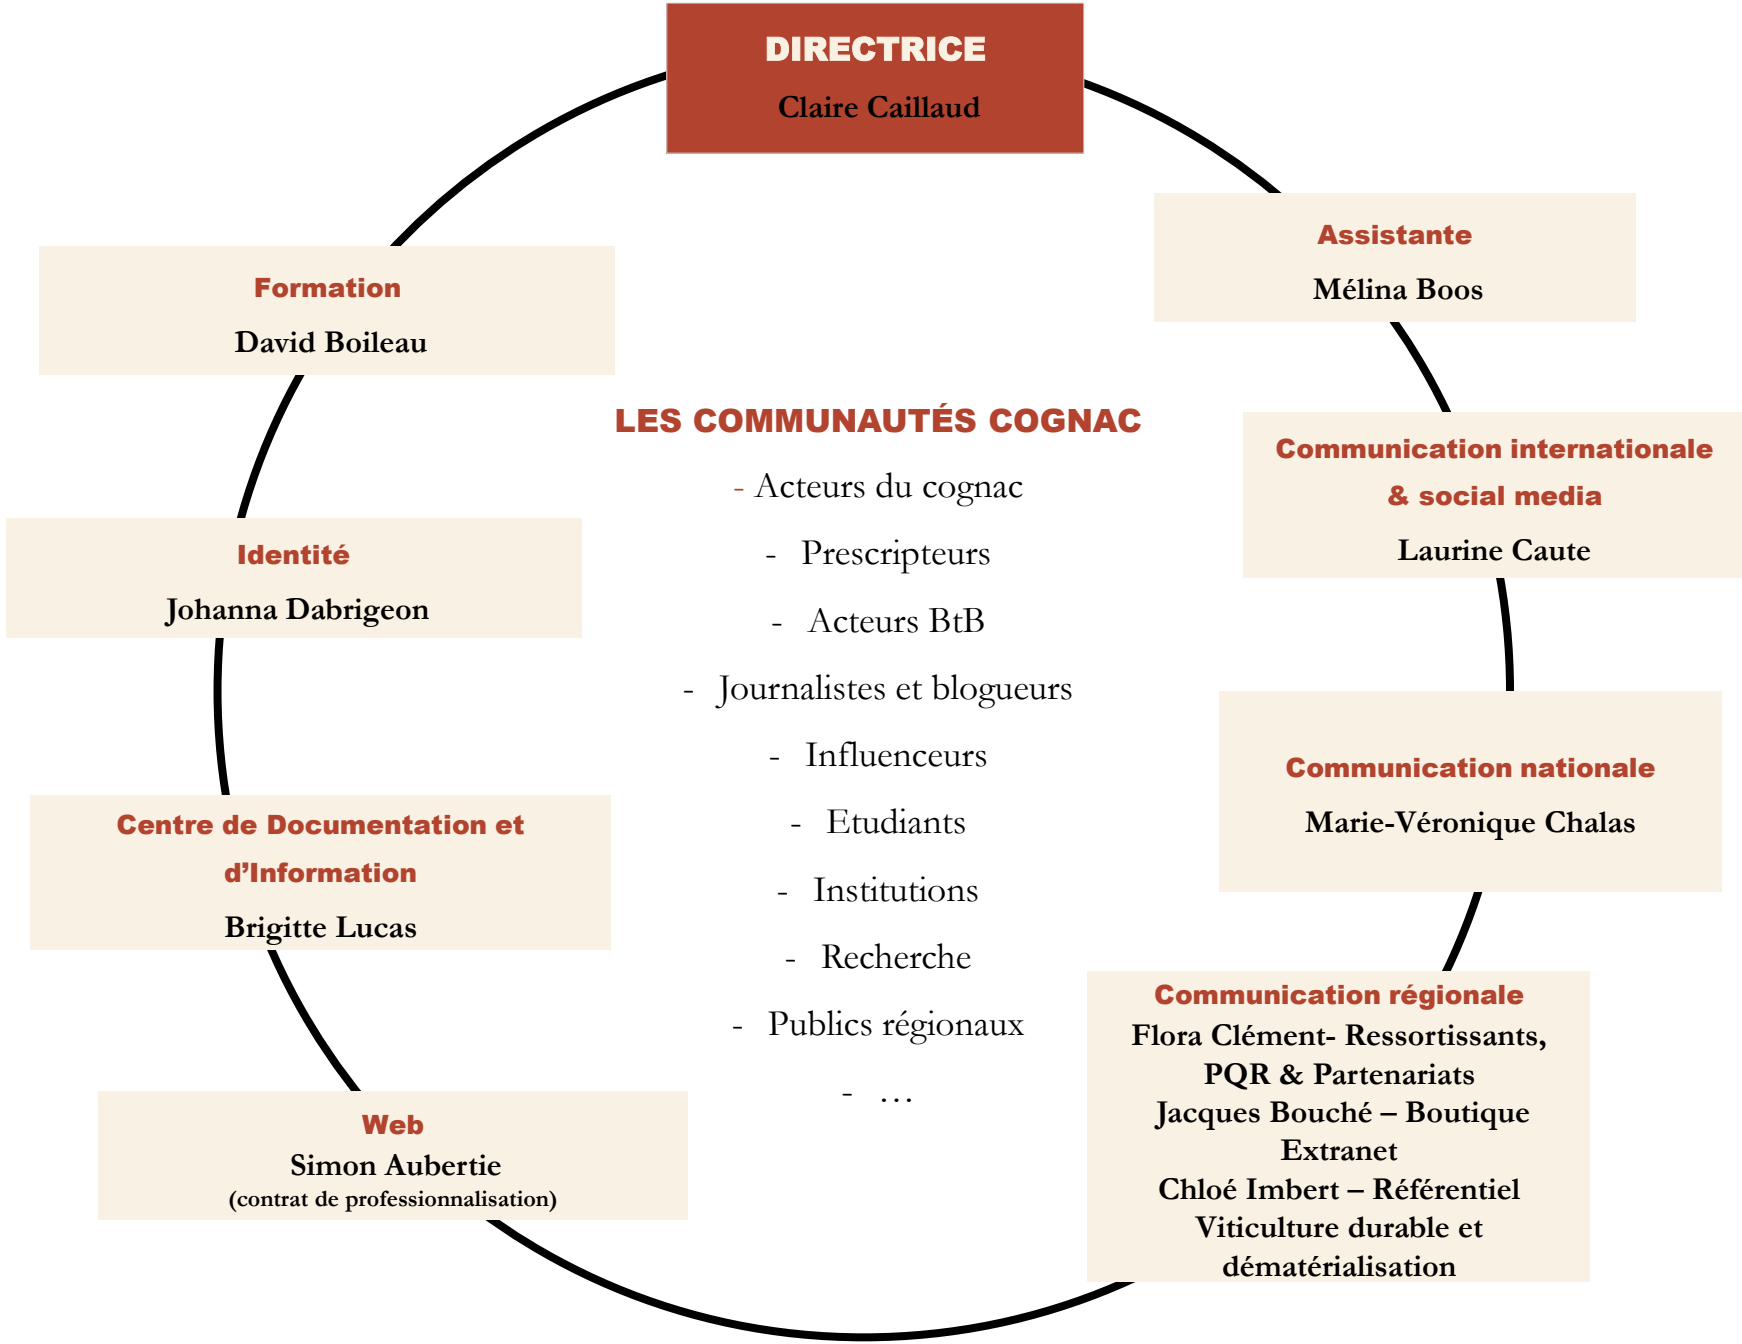 DIRECTRICE
Claire Caillaud
Assistante
Mélina Boos
Formation
David Boileau
LES COMMUNAUTÉS COGNAC
- Acteurs du cognac
- Prescripteurs
- Acteurs BtB
- Journalistes et blogueurs
- Influenceurs
- Etudiants
- Institutions
- Recherche
- Publics régionaux
- …
Communication internationale
& social media
Laurine Caute
Identité
Johanna Dabrigeon
Communication nationale
Marie-Véronique Chalas
Centre de Documentation et
d’Information
Brigitte Lucas
Communication régionale
Flora Clément- Ressortissants,
PQR & Partenariats
Jacques Bouché – Boutique
Extranet
Chloé Imbert – Référentiel
Viticulture durable et
dématérialisation
Web
Simon Aubertie
(contrat de professionnalisation)